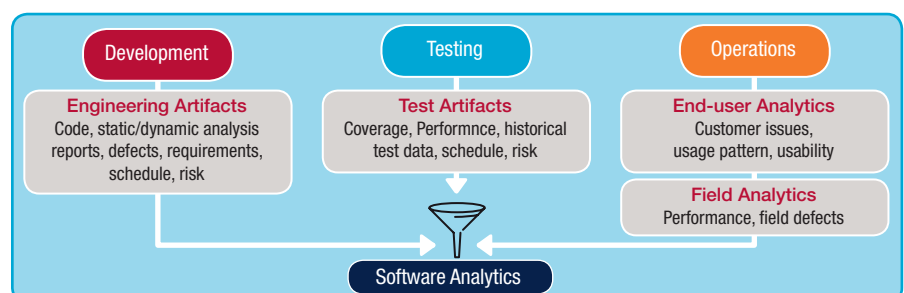 Development
Engineering Artifacts
Code, static/dynamic analysis
reports, defects, requirements,
schedule, risk
Testing
Test Artifacts
Coverage, Performnce, historical
test data, schedule, risk
Operations
End-user Analytics
Customer issues,
usage pattern, usability
Field Analytics
Performance, field defects
Software Analytics